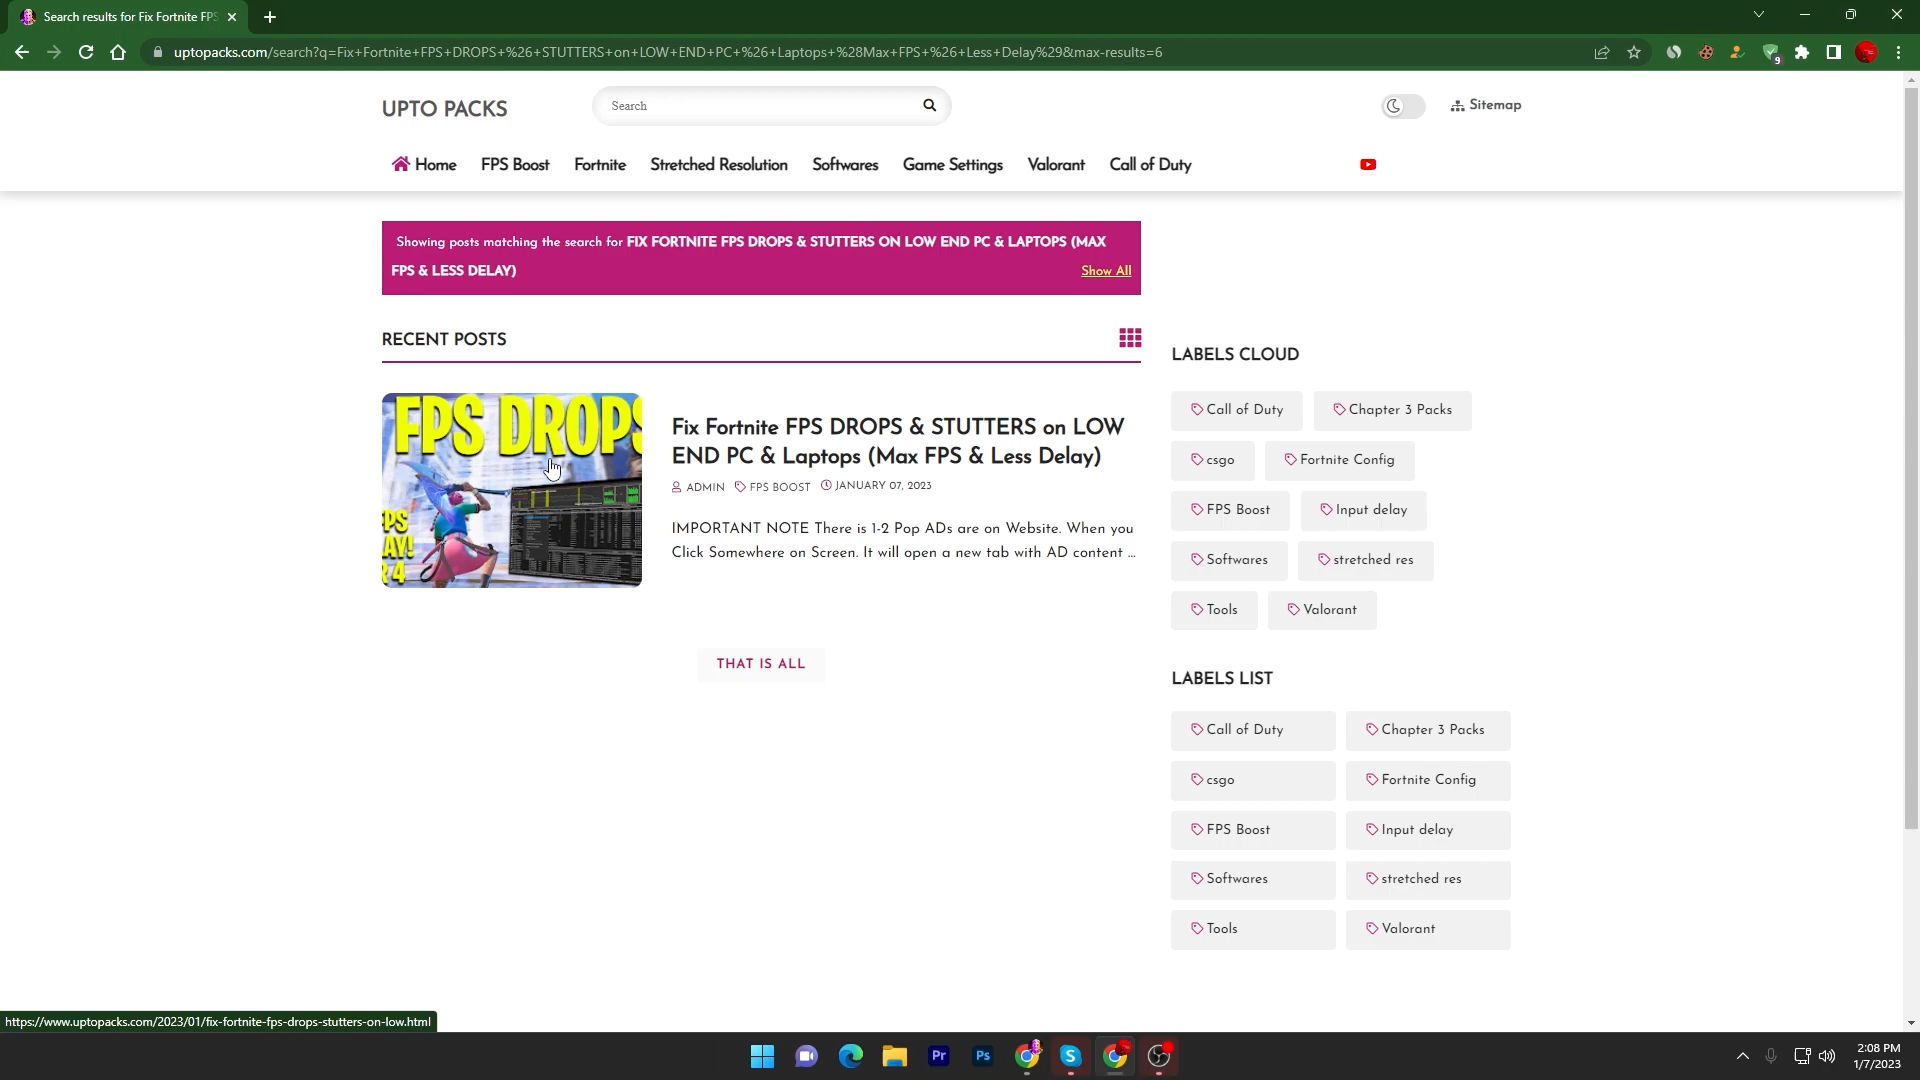 Search results for Fix Fortnite FPS
uptopacks.com/search?q=Fix+Fortnite+FPS+DROPS+%26+STUTTERS+on+LOW+END+PC+%26+Laptops+%28Max+FPS+%26+Less+Delay%29&max-results=6
9
UPTO PACKS
Search
Sitemap
Home FPS Boost Fortnite Stretched Resolution Softwares Game Settings Valorant Call of Duty
Showing posts matching the search for FIX FORTNITE FPS DROPS & STUTTERS ON LOW END PC & LAPTOPS (MAX
FPS & LESS DELAY)
Show All
RECENT POSTS
FPS DROPS
FPS
AY!
R 4
Fix Fortnite FPS DROPS & STUTTERS on LOW
END PC & Laptops (Max FPS & Less Delay)
ADMIN FPS BOOST JANUARY 07, 2023
IMPORTANT NOTE There is 1-2 Pop ADs are on Website. When you
Click Somewhere on Screen. It will open a new tab with AD content ...
THAT IS ALL
LABELS CLOUD
Call of Duty Chapter 3 Packs
csgo Fortnite Config
FPS Boost Input delay
Softwares stretched res
Tools Valorant
LABELS LIST
Call of Duty Chapter 3 Packs
csgo Fortnite Config
FPS Boost Input delay
Softwares stretched res
Tools Valorant
https://www.uptopacks.com/2023/01/fix-fortnite-fps-drops-stutters-on-low.html
Pr
Ps
S
2:08 PM
1/7/2023